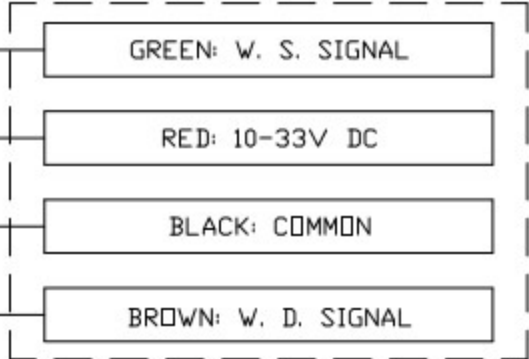 GREEN: W. S. SIGNAL
RED: 10-33V DC
BLACK: COMMON
BROWN: W. D. SIGNAL